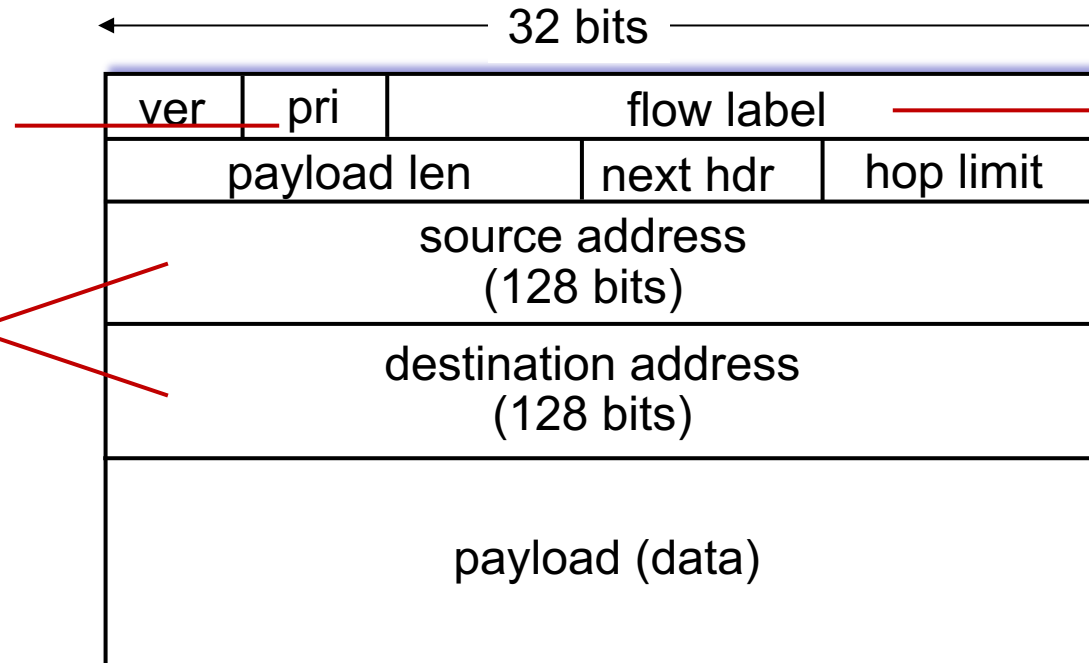 32 bits
ver pri flow label
payload len next hdr hop limit
source address
(128 bits)
destination address
(128 bits)
payload (data)